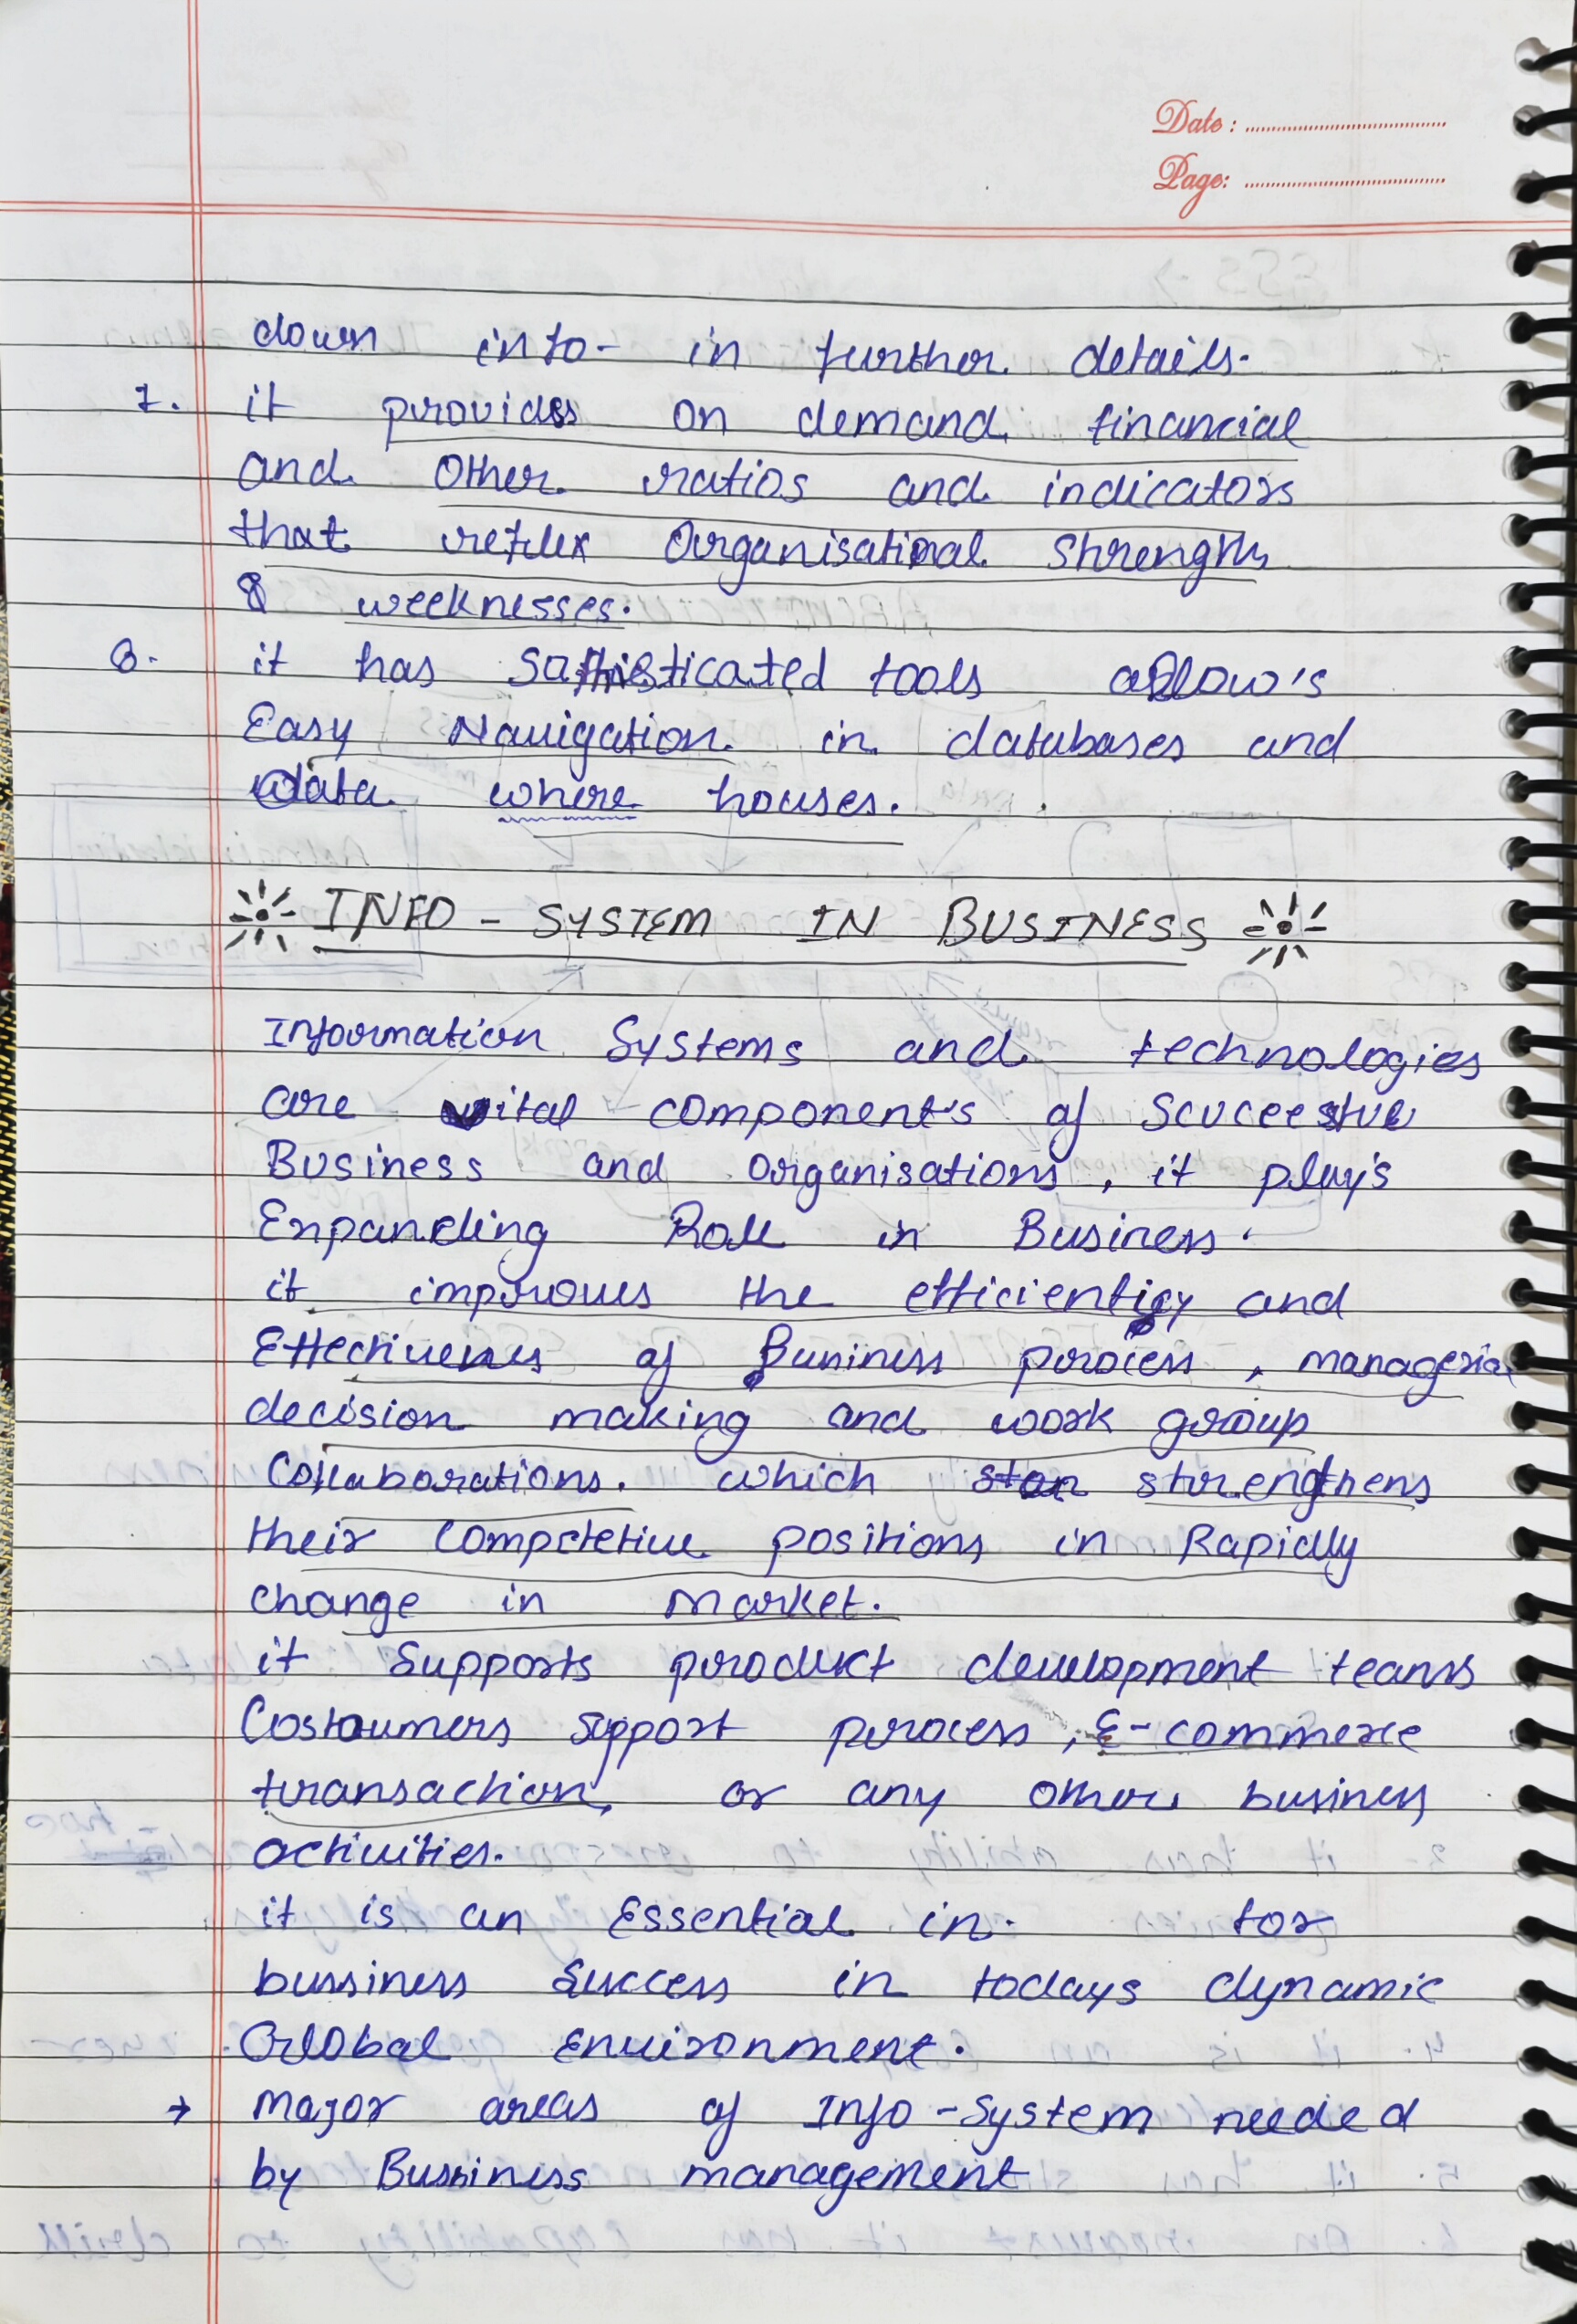 Date :
Page:
down info- in further details.
7. it provides on demand financial
and other ratios and indicators
that reflex Organisational Strength
& weeknesses.
8. it has tools allow's
Easy Navigation in databases and
data where houses.
INFO - SYSTEM IN BUSINESS
Information Systems and technologies
are vital component's of
Business and organisations, it play's
Expanding Role in Business.
it improves the and
Effectiveness of Business process, managerial
decision making and work group
Collaborations. which strengthens
their competetive positions in Rapidly
change in market.
it Supports product development teams
Costoumers Support process, E-commerce
transaction, or any other business
activities.
it is an Essential in. for
bussiness Success in todays dynamic
Global Environment.
→ major areas of Info-System needed
by Bussiness management